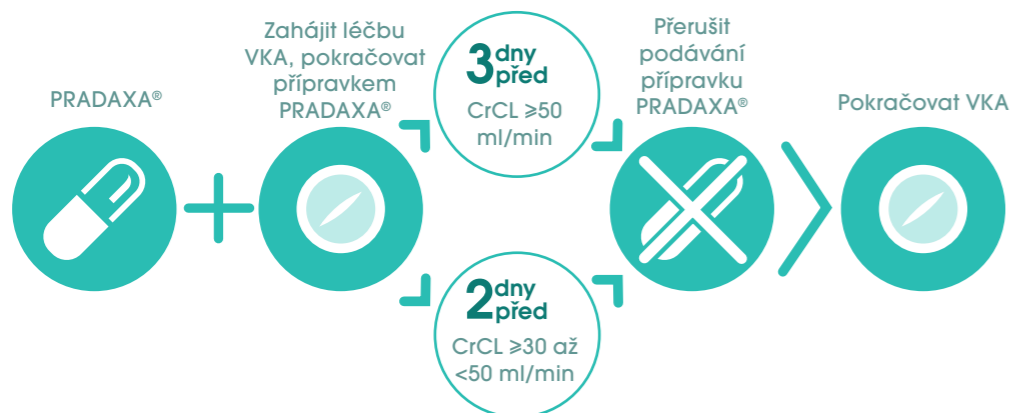 PRADAXA®
Zahájit léčbu
VKA, pokračovat
přípravkem
PRADAXA®
3 dny
před
CrCL ≥50
ml/min
2 dny
před
CrCL ≥30 až
<50 ml/min
Přerušit
podávání
přípravku
PRADAXA®
Pokračovat VKA